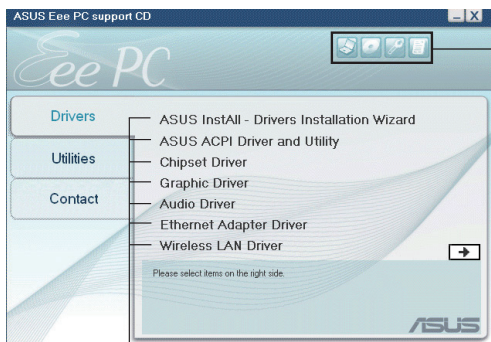 ASUS Eee PC support CD
Eee PC
Drivers
Utilities
Contact
ASUS InstAll - Drivers Installation Wizard
ASUS ACPI Driver and Utility
Chipset Driver
Graphic Driver
Audio Driver
Ethernet Adapter Driver
Wireless LAN Driver
Please select items on the right side.
ASUS